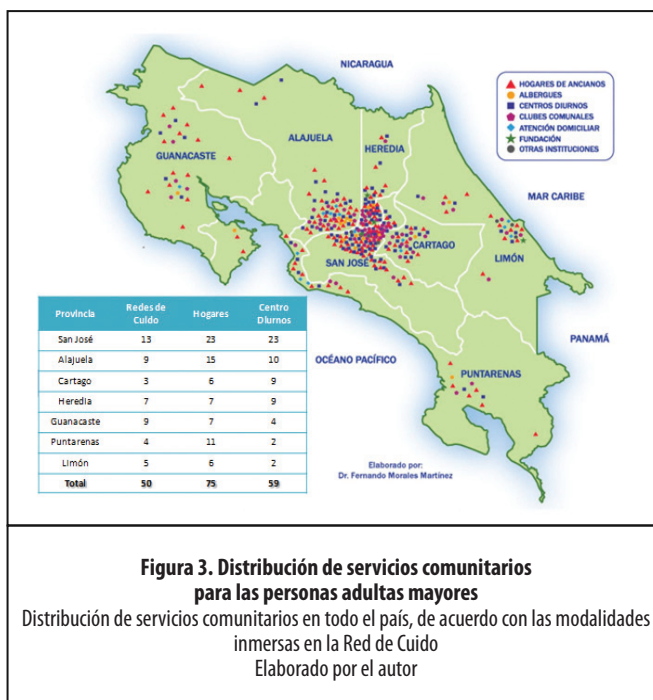 NICARAGUA
HOGARES DE ANCIANOS
ALBERGUES
CENTROS DIURNOS
CLUBES COMUNALES
ATENCIÓN DOMICILIAR
FUNDACIÓN
OTRAS INSTITUCIONES
ALAJUELA
HEREDIA
GUANACASTE
MAR CARIBE
CARTAGO
LIMÓN
SAN JOSÉ
PANAMÁ
OCÉANO PACÍFICO
PUNTARENAS
Provincia Redes de Cuido Hogares Centro Diurnos
San José 13 23 23
Alajuela 9 15 10
Cartago 3 6 9
Heredia 7 7 9
Guanacaste 9 7 4
Puntarenas 4 11 2
Limón 5 6 2
Total 50 75 59
Elaborado por:
Dr. Fernando Morales Martínez
Figura 3. Distribución de servicios comunitarios
para las personas adultas mayores
Distribución de servicios comunitarios en todo el país, de acuerdo con las modalidades
inmersas en la Red de Cuido
Elaborado por el autor